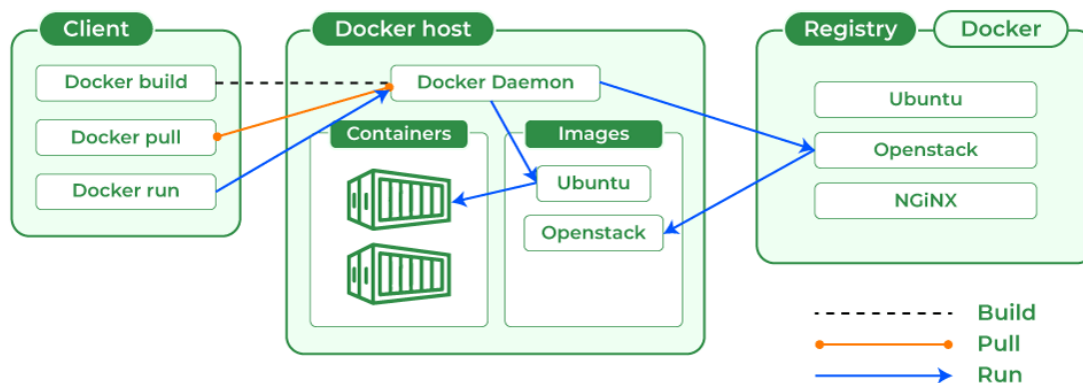 Client
Docker build
Docker pull
Docker run
Docker host
Docker Daemon
Containers
Images
Ubuntu
Openstack
Registry
Docker
Ubuntu
Openstack
NGiNX
Build
Pull
Run